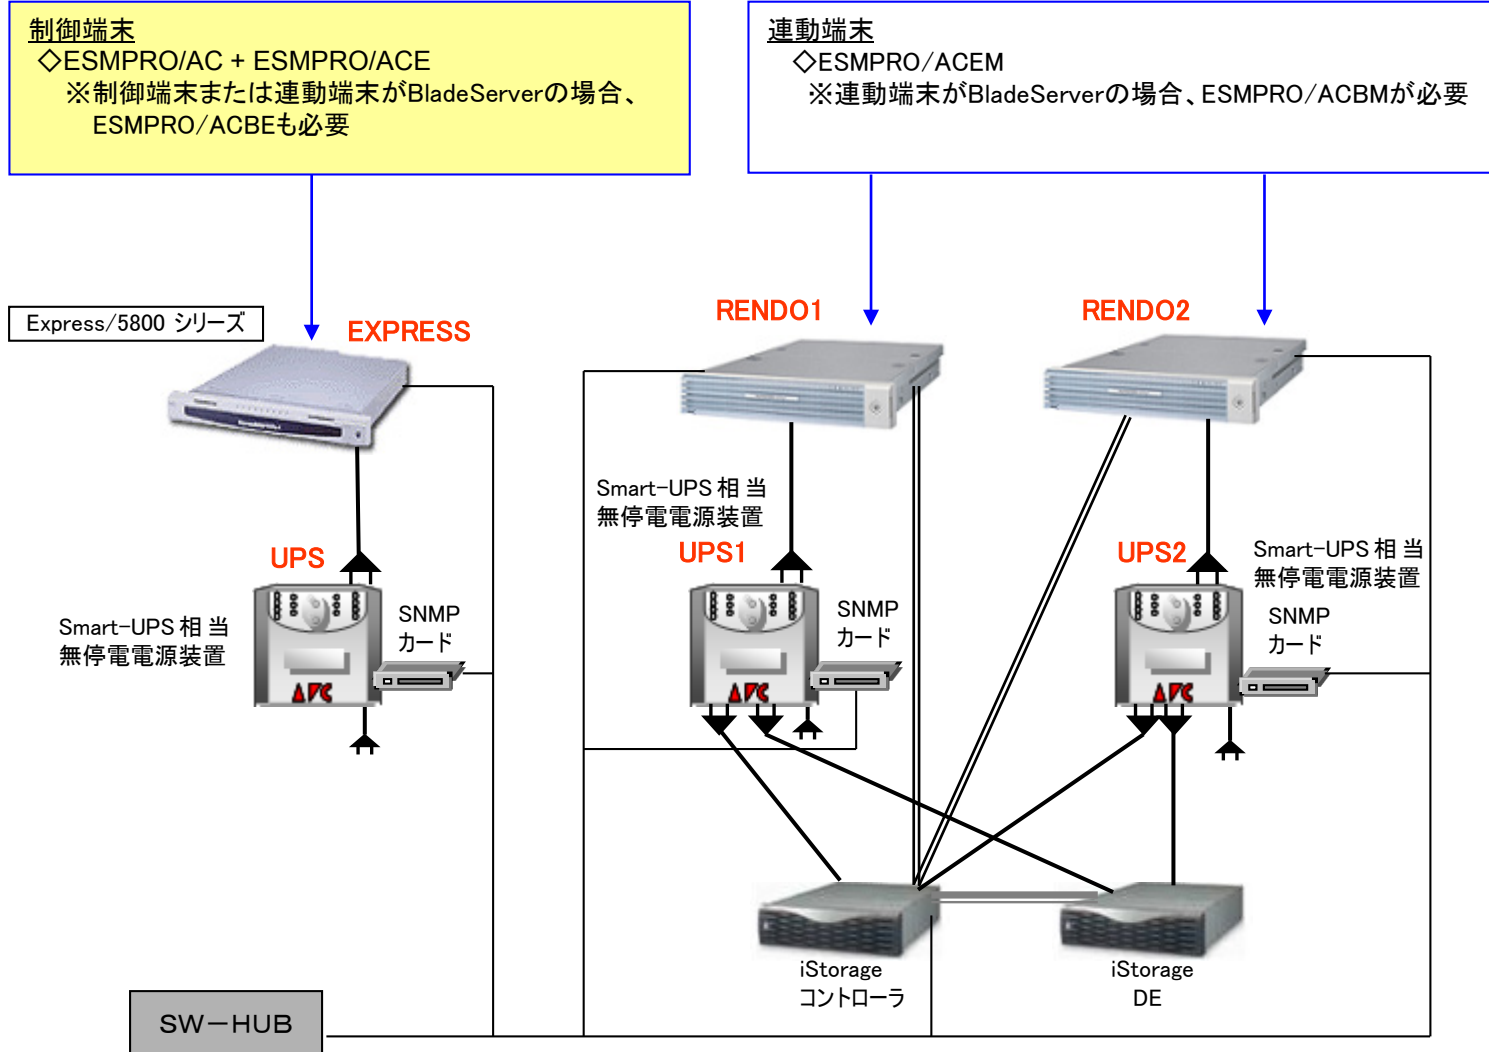 制御端末
◇ESMPRO/AC + ESMPRO/ACE
※制御端末または連動端末がBladeServerの場合、
ESMPRO/ACBEも必要
連動端末
◇ESMPRO/ACEM
※連動端末がBladeServerの場合、ESMPRO/ACBMが必要
Express/5800 シリーズ
EXPRESS
RENDO1
RENDO2
Smart-UPS 相当
無停電電源装置
UPS
SNMP
カード
APC
Smart-UPS 相当
無停電電源装置
UPS1
SNMP
カード
APC
Smart-UPS 相当
無停電電源装置
UPS2
SNMP
カード
APC
iStorage
コントローラ
iStorage
DE
SW－HUB